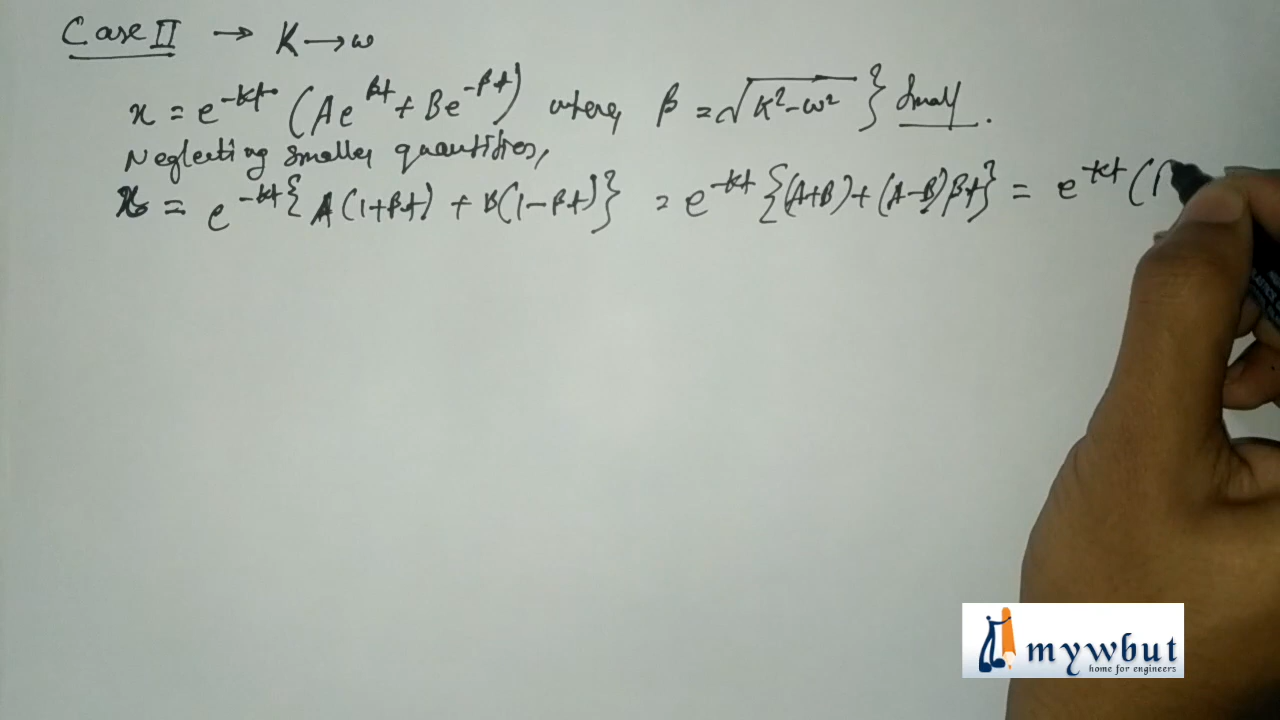 Case II → K → ω
x = e^{-kt} (Ae^{βt} + Be^{-βt}) where, β = √(K²-ω²) } small.
Neglecting smaller quantities,
x = e^{-kt} { A(1+βt) + B(1-βt) } = e^{-kt} {(A+B) + (A-B)βt} = e^{-kt} (
mywbut
home for engineers